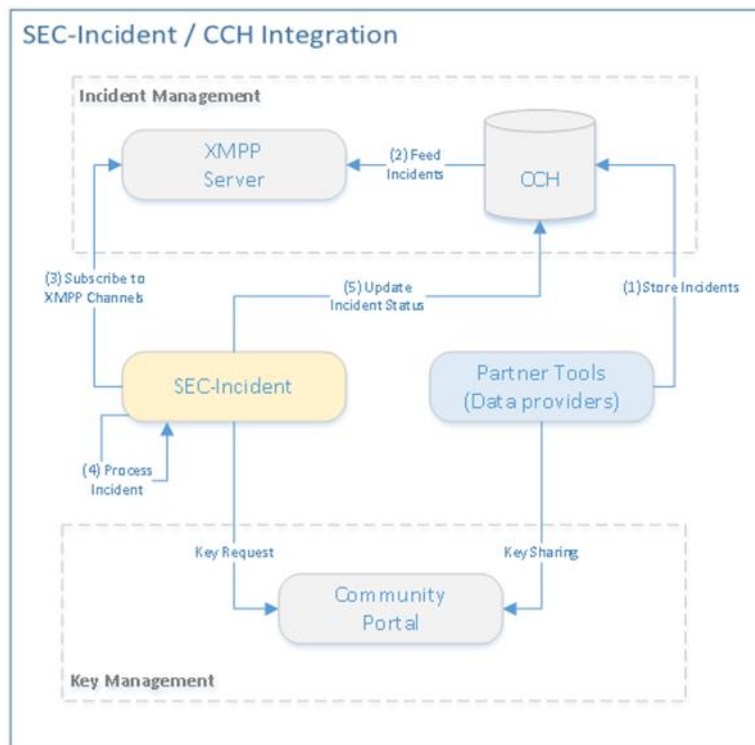 SEC-Incident / CCH Integration
Incident Management
XMPP
Server
(2) Feed
Incidents
CCH
(3) Subscribe to
XMPP Channels
(5) Update
Incident Status
(1) Store Incidents
SEC-Incident
Partner Tools
(Data providers)
(4) Process
Incident
Key Request
Key Sharing
Community
Portal
Key Management